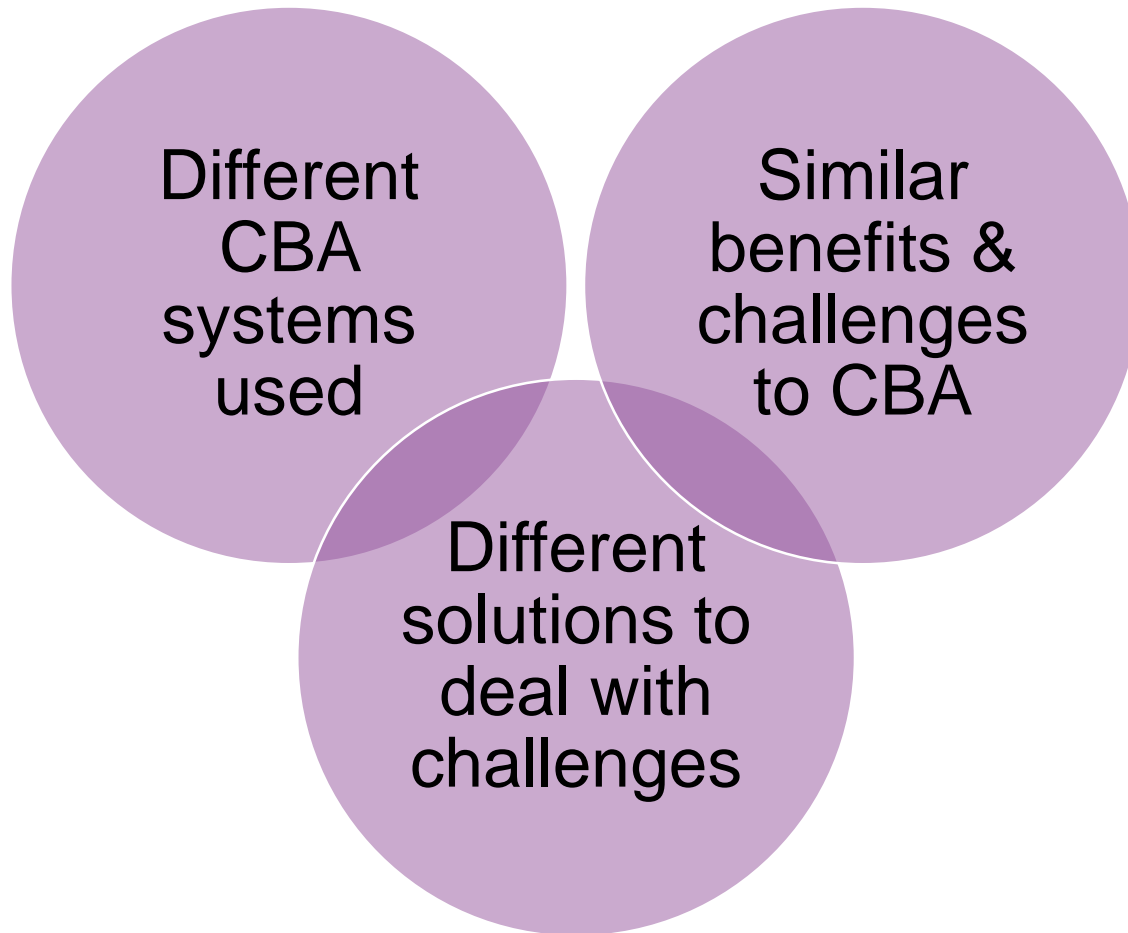 Different
CBA
systems
used
Similar
benefits &
challenges
to CBA
Different
solutions to
deal with
challenges